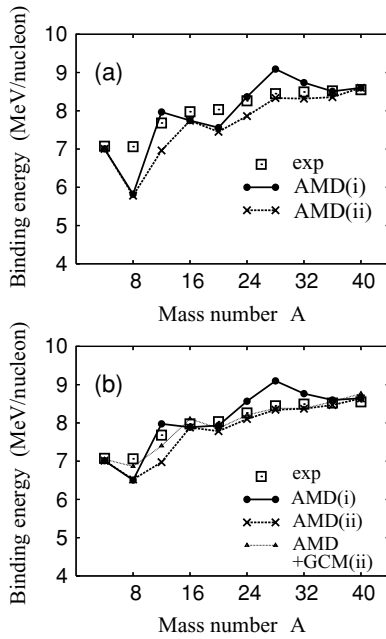 (a)
Binding energy (MeV/nucleon)
10
9
8
7
6
5
4
exp
AMD(i)
AMD(ii)
8 16 24 32 40
Mass number A
(b)
Binding energy (MeV/nucleon)
10
9
8
7
6
5
4
exp
AMD(i)
AMD(ii)
AMD
+GCM(ii)
8 16 24 32 40
Mass number A